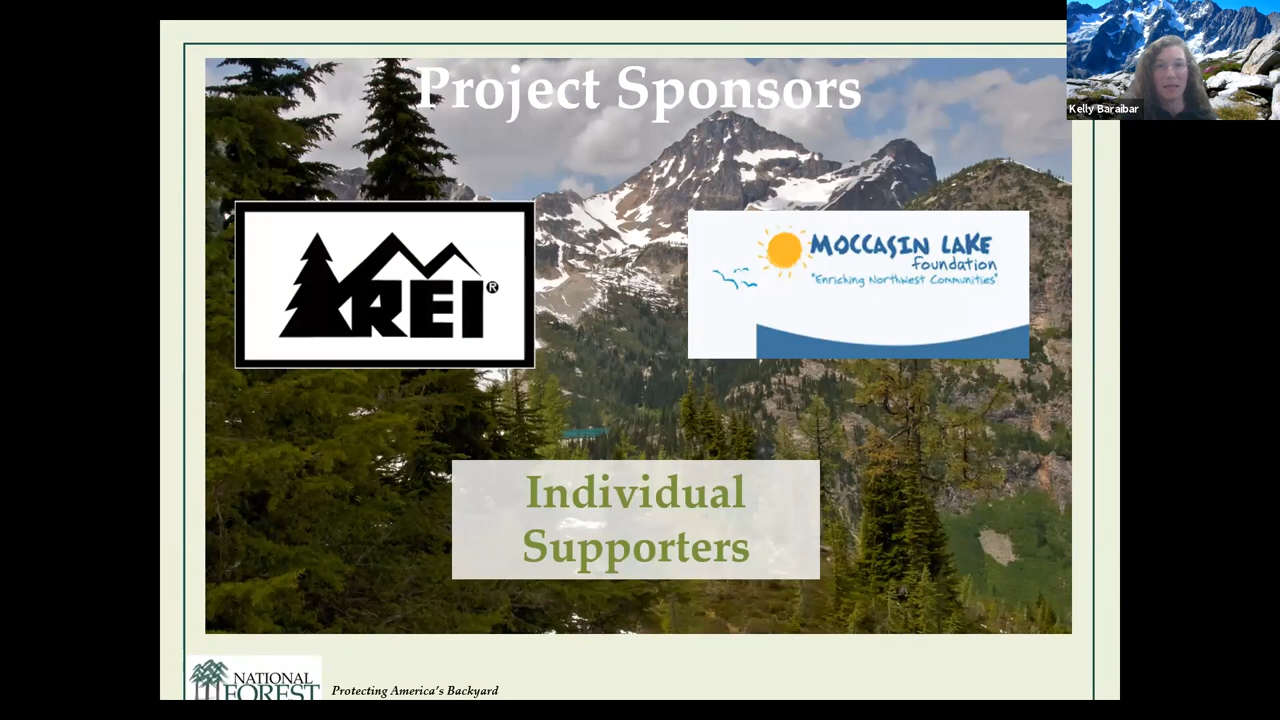 Project Sponsors
Kelly Baraibar
REI®
MOCCASIN LAKE
foundation
"Enriching Northwest Communities"
Individual
Supporters
NATIONAL
FOREST
Protecting America's Backyard